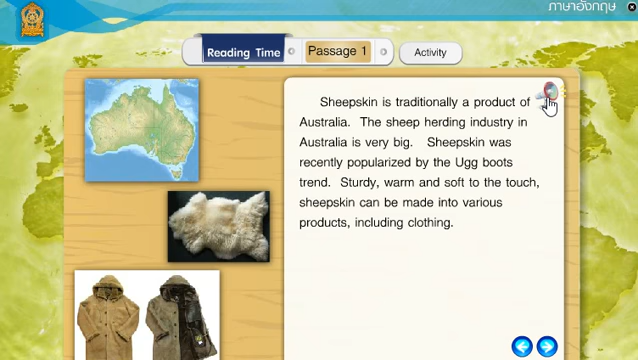 ภาษาอังกฤษ
Reading Time
Passage 1
Activity
Sheepskin is traditionally a product of
Australia. The sheep herding industry in
Australia is very big. Sheepskin was
recently popularized by the Ugg boots
trend. Sturdy, warm and soft to the touch,
sheepskin can be made into various
products, including clothing.